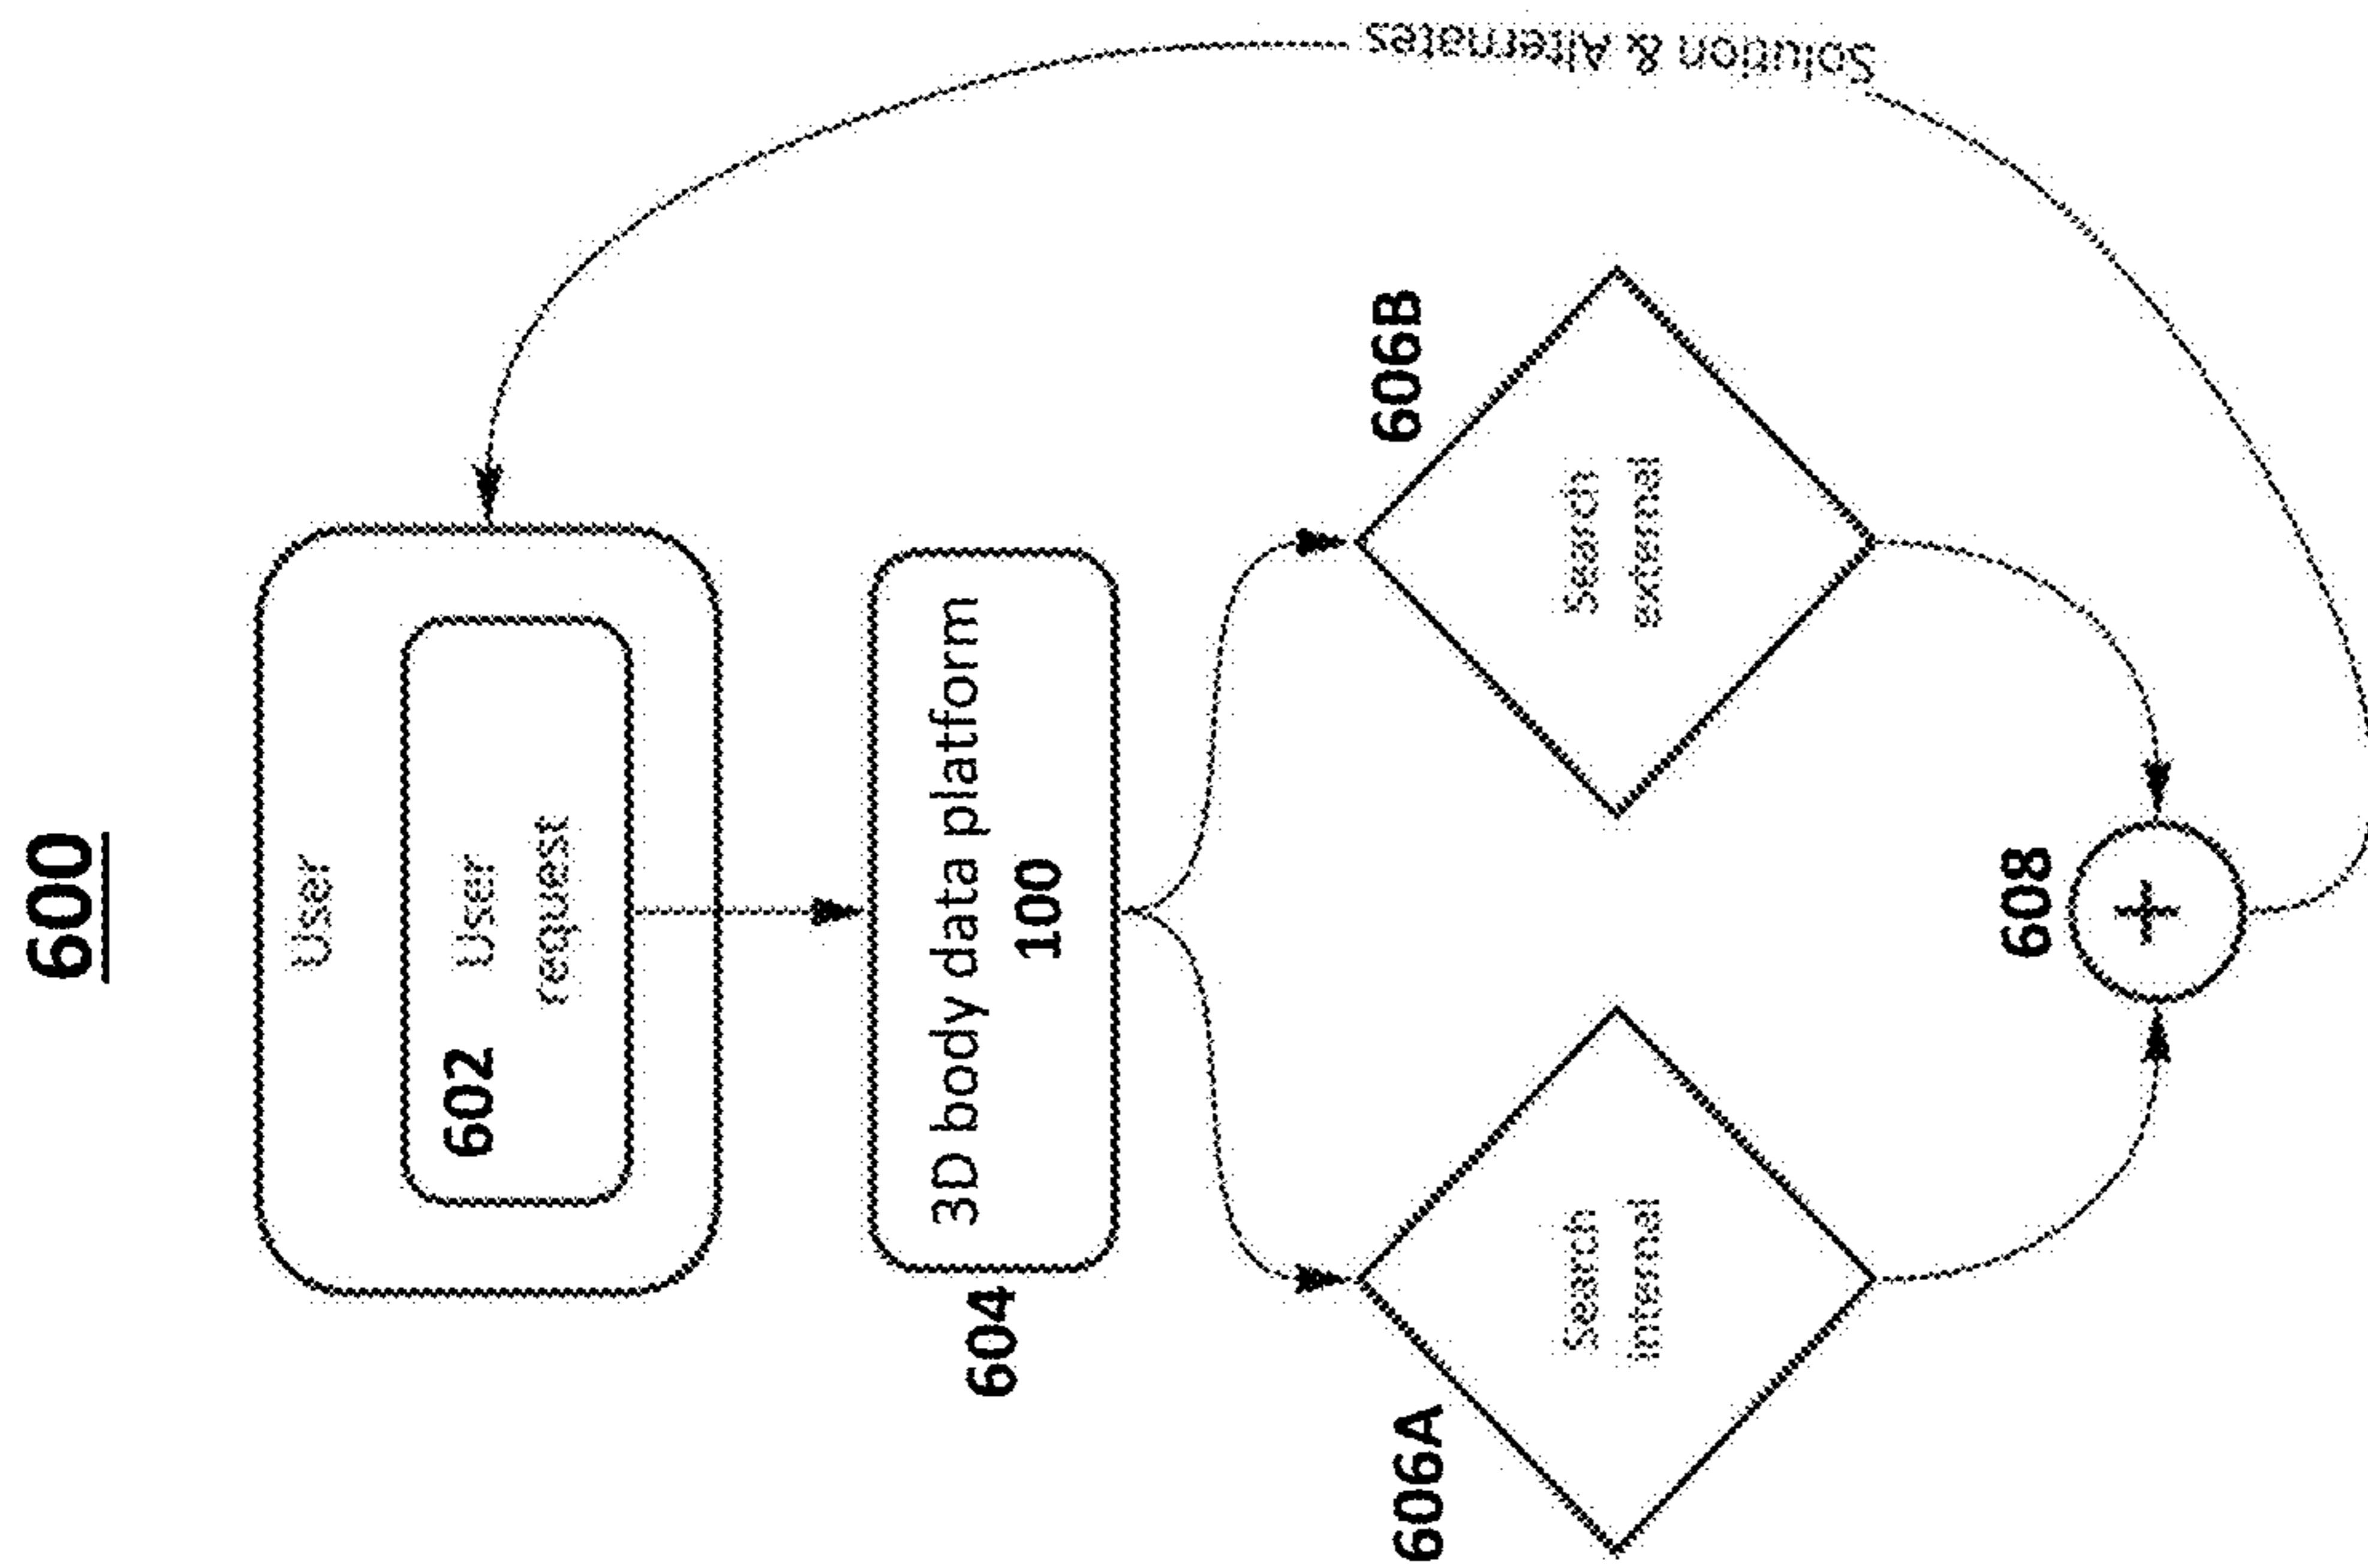 600
User
602
User
request
3D body data platform
100
604
606A
Search
internal
606B
Search
external
608
+
Solution & Alternates